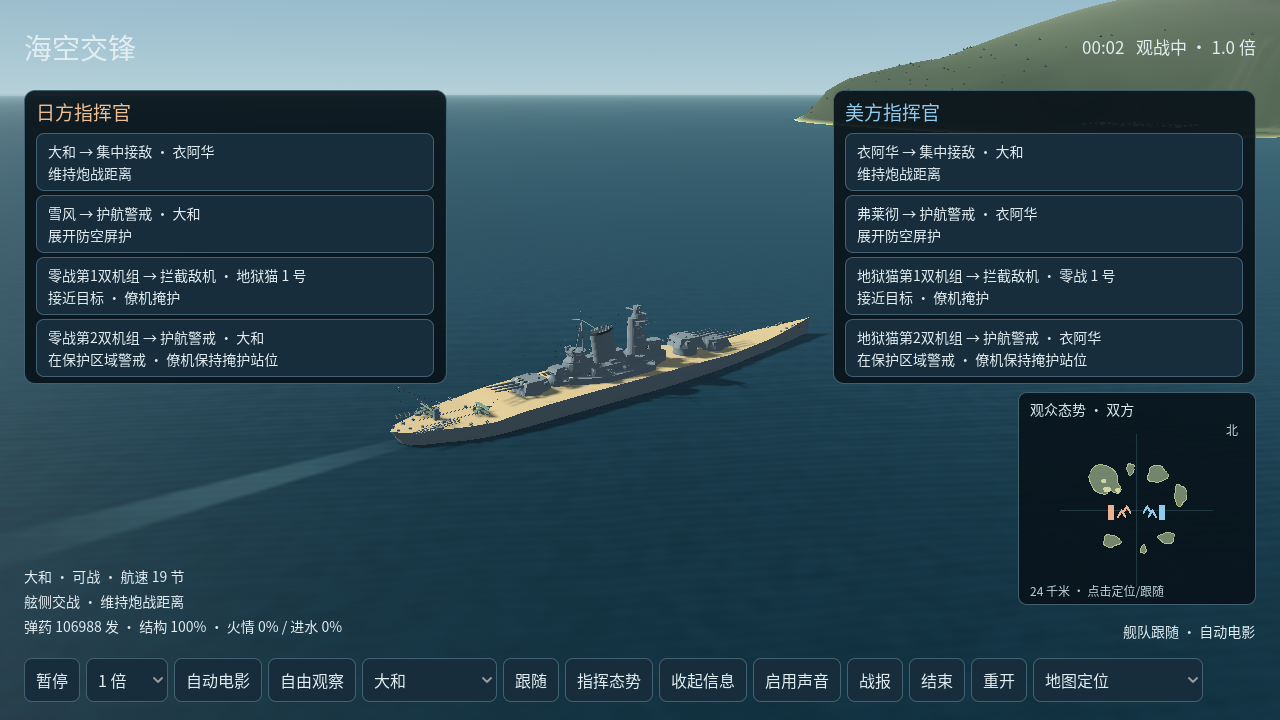 海空交锋
00:02 观战中 · 1.0 倍
日方指挥官
大和 → 集中接敌 · 衣阿华
维持炮战距离
雪风 → 护航警戒 · 大和
展开防空屏护
零战第1双机组 → 拦截敌机 · 地狱猫 1 号
接近目标 · 僚机掩护
零战第2双机组 → 护航警戒 · 大和
在保护区域警戒 · 僚机保持掩护站位
美方指挥官
衣阿华 → 集中接敌 · 大和
维持炮战距离
弗莱彻 → 护航警戒 · 衣阿华
展开防空屏护
地狱猫第1双机组 → 拦截敌机 · 零战 1 号
接近目标 · 僚机掩护
地狱猫第2双机组 → 护航警戒 · 衣阿华
在保护区域警戒 · 僚机保持掩护站位
观众态势 · 双方
北
24 千米 · 点击定位/跟随
大和 · 可战 · 航速 19 节
舷侧交战 · 维持炮战距离
弹药 106988 发 · 结构 100% · 火情 0% / 进水 0%
舰队跟随 · 自动电影
暂停 1 倍 自动电影 自由观察 大和 跟随 指挥态势 收起信息 启用声音 战报 结束 重开 地图定位